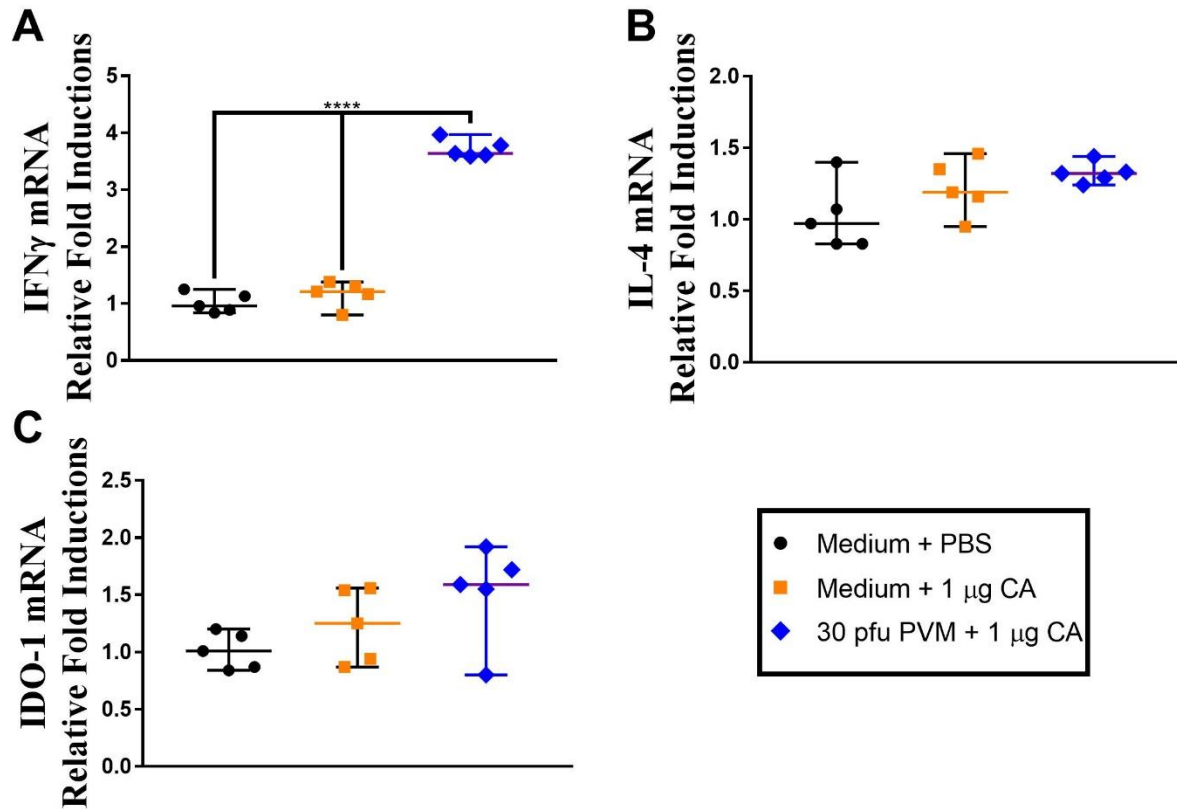 A
IFNγ mRNA
Relative Fold Inductions
5
4
3
2
1
0
****
B
IL-4 mRNA
Relative Fold Inductions
2.0
1.5
1.0
0.5
0.0
C
IDO-1 mRNA
Relative Fold Inductions
2.5
2.0
1.5
1.0
0.5
0.0
Medium + PBS
Medium + 1 μg CA
30 pfu PVM + 1 μg CA